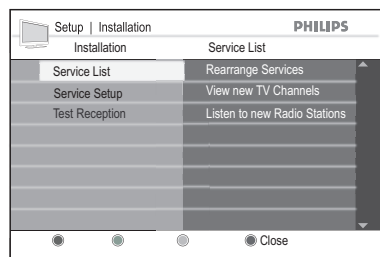 Setup | Installation
PHILIPS
Installation
Service List
Service List
Rearrange Services
Service Setup
View new TV Channels
Test Reception
Listen to new Radio Stations
Close